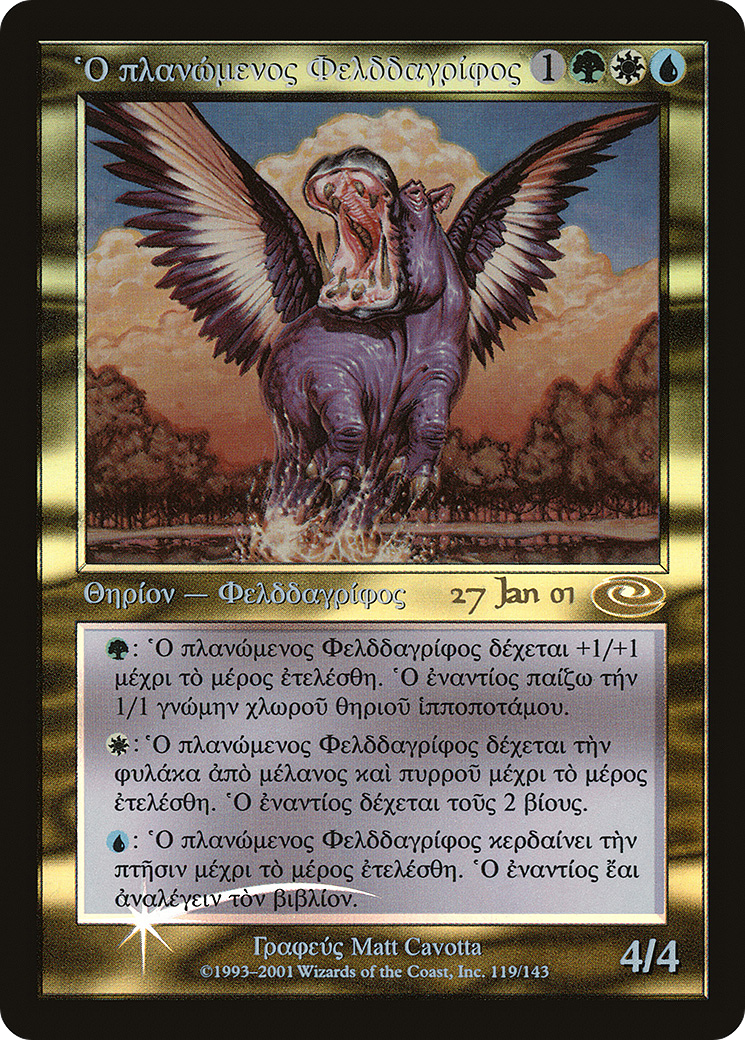 Ὁ πλανώμενος Φελδδαγρίφος 1
Θηρίον — Φελδδαγρίφος 27 Jan 01
: Ὁ πλανώμενος Φελδδαγρίφος δέχεται +1/+1
μέχρι τὸ μέρος ἐτελέσθη. Ὁ ἐναντίος παίζω τήν
1/1 γνώμην χλωροῦ θηριοῦ ἱπποποτάμου.
: Ὁ πλανώμενος Φελδδαγρίφος δέχεται τὴν
φυλάκα ἀπὸ μέλανος καὶ πυρροῦ μέχρι τὸ μέρος
ἐτελέσθη. Ὁ ἐναντίος δέχεται τοῦς 2 βίους.
: Ὁ πλανώμενος Φελδδαγρίφος κερδαίνει τὴν
πτῆσιν μέχρι τὸ μέρος ἐτελέσθη. Ὁ ἐναντίος ἔαι
ἀναλέγειν τὸν βιβλίον.
Γραφεύς Matt Cavotta
4/4
©1993–2001 Wizards of the Coast, Inc. 119/143